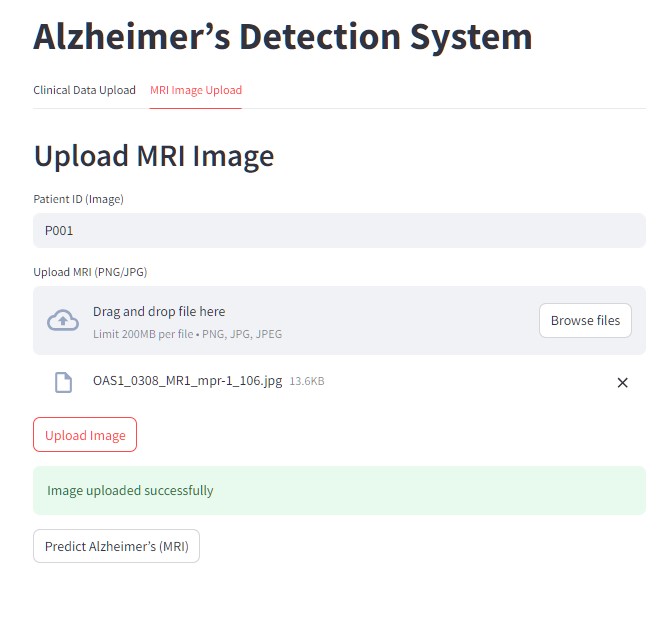 Alzheimer’s Detection System
Clinical Data Upload MRI Image Upload
Upload MRI Image
Patient ID (Image)
P001
Upload MRI (PNG/JPG)
Drag and drop file here
Limit 200MB per file • PNG, JPG, JPEG
Browse files
OAS1_0308_MR1_mpr-1_106.jpg 13.6KB
Upload Image
Image uploaded successfully
Predict Alzheimer’s (MRI)